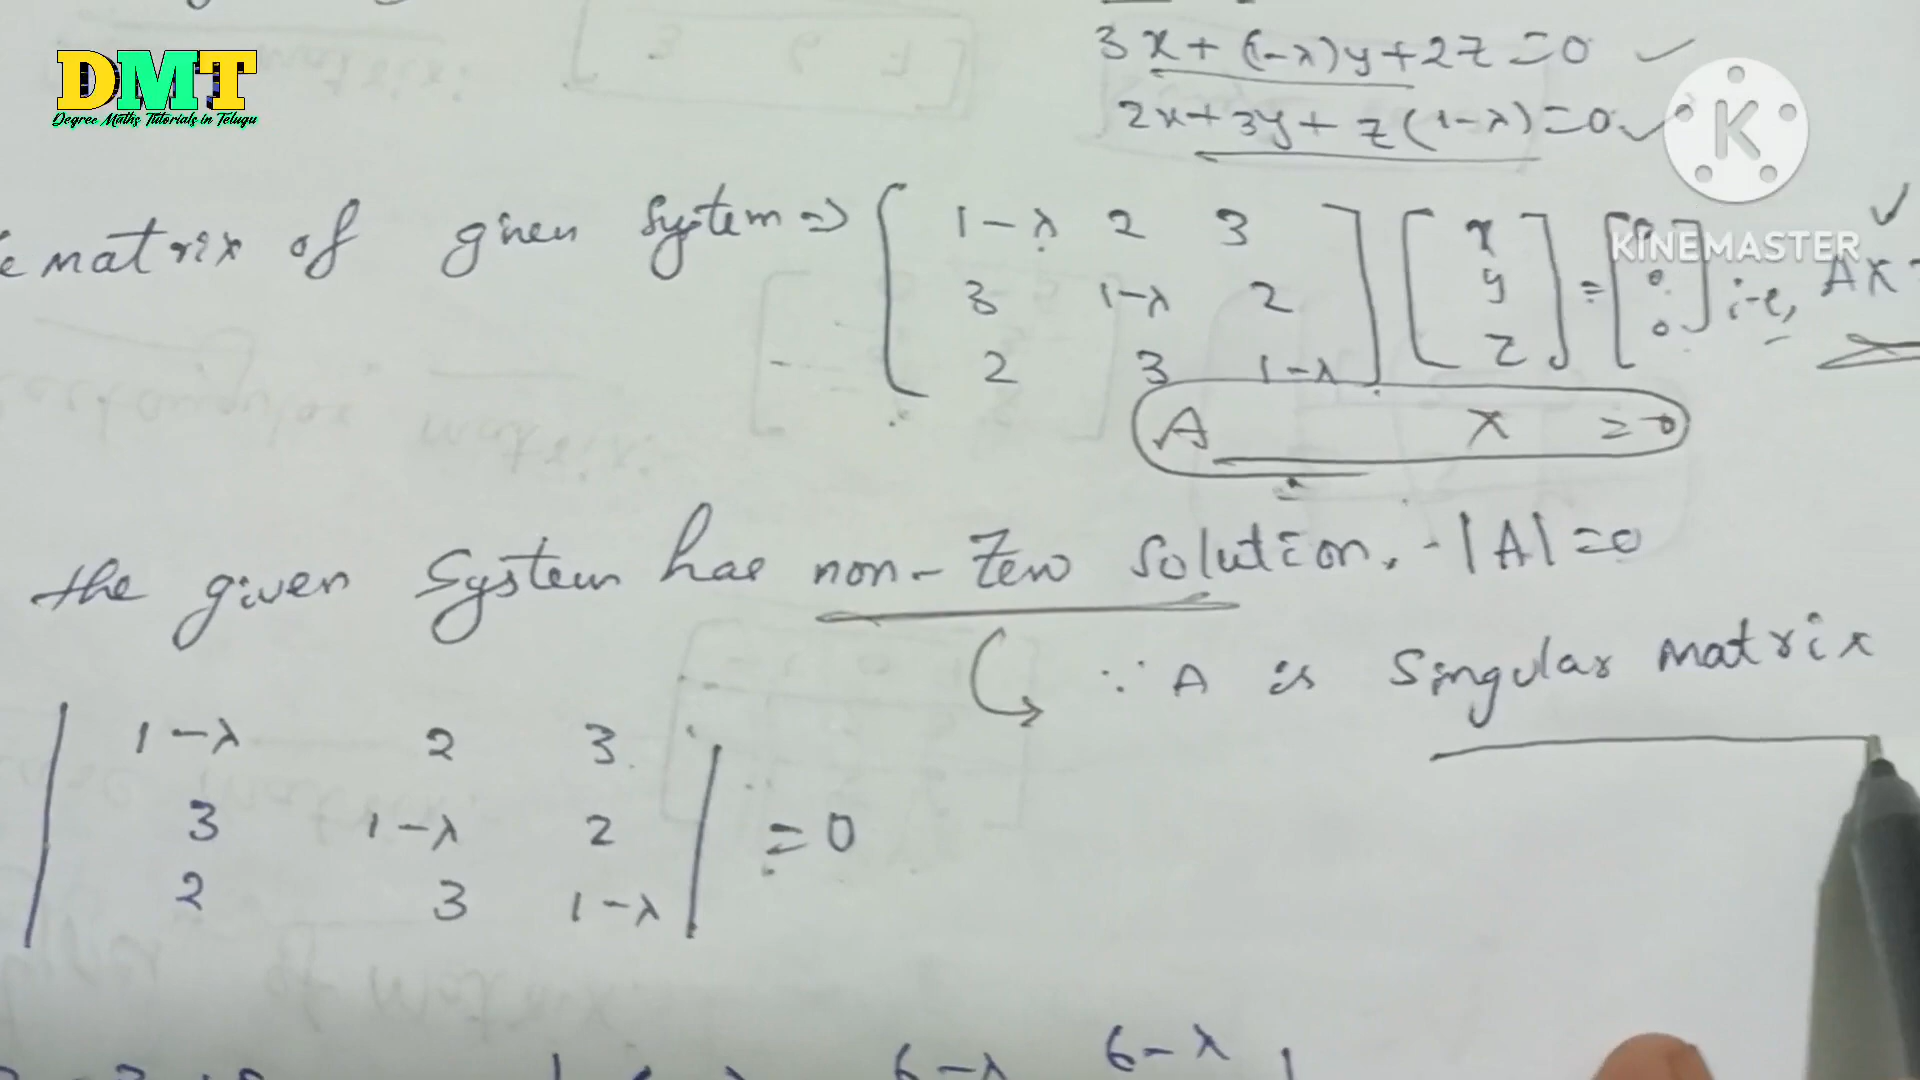 3x + (1-λ)y + 2z = 0
DMT
Degree Maths Tutorials in Telugu
2x + 3y + z(1-λ) = 0
K
KINEMASTER
matrix of given System ⇒ [ 1-λ 2 3
3 1-λ 2
2 3 1-λ ] [ x y z ] = [ 0 0 0 ] i.e, AX
A X = 0
the given System has non-zero solution. |A| = 0
∵ A is Singular matrix
| 1-λ 2 3
3 1-λ 2
2 3 1-λ | = 0
6-λ 6-λ